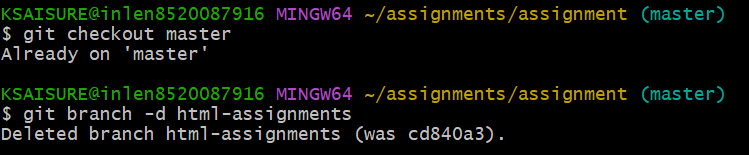 KSAISURE@inlen8520087916 MINGW64 ~/assignments/assignment (master)
$ git checkout master
Already on 'master'
KSAISURE@inlen8520087916 MINGW64 ~/assignments/assignment (master)
$ git branch -d html-assignments
Deleted branch html-assignments (was cd840a3).